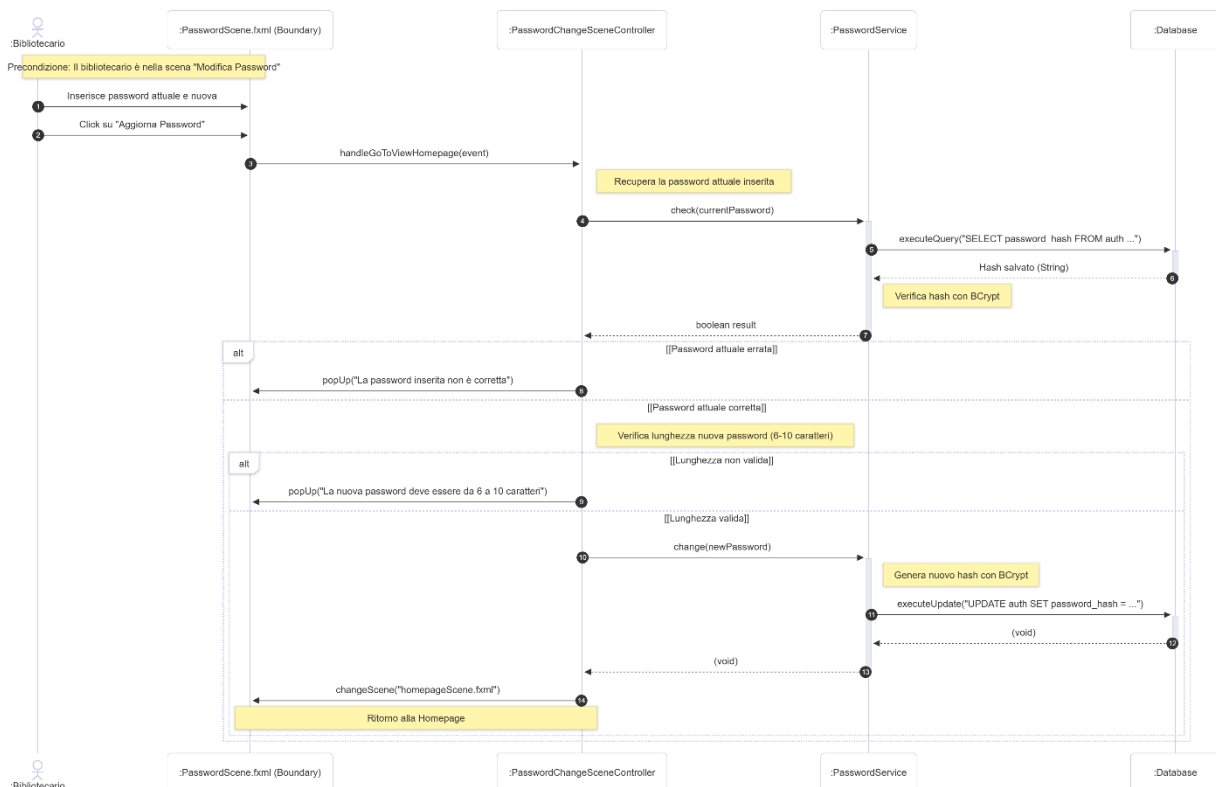 :Bibliotecario
:PasswordScene.fxml (Boundary)
:PasswordChangeSceneController
:PasswordService
:Database
Precondizione: Il bibliotecario è nella scena "Modifica Password"
1 Inserisce password attuale e nuova
2 Click su "Aggiorna Password"
3 handleGoToViewHomepage(event)
Recupera la password attuale inserita
4 check(currentPassword)
5 executeQuery("SELECT password_hash FROM auth ...")
Hash salvato (String) 6
Verifica hash con BCrypt
boolean result 7
alt [[Password attuale errata]]
popUp("La password inserita non è corretta") 8
[[Password attuale corretta]]
Verifica lunghezza nuova password (6-10 caratteri)
alt [[Lunghezza non valida]]
popUp("La nuova password deve essere da 6 a 10 caratteri") 9
[[Lunghezza valida]]
10 change(newPassword)
Genera nuovo hash con BCrypt
11 executeUpdate("UPDATE auth SET password_hash = ...")
(void) 12
(void) 13
changeScene("homepageScene.fxml") 14
Ritorno alla Homepage
:Bibliotecario
:PasswordScene.fxml (Boundary)
:PasswordChangeSceneController
:PasswordService
:Database